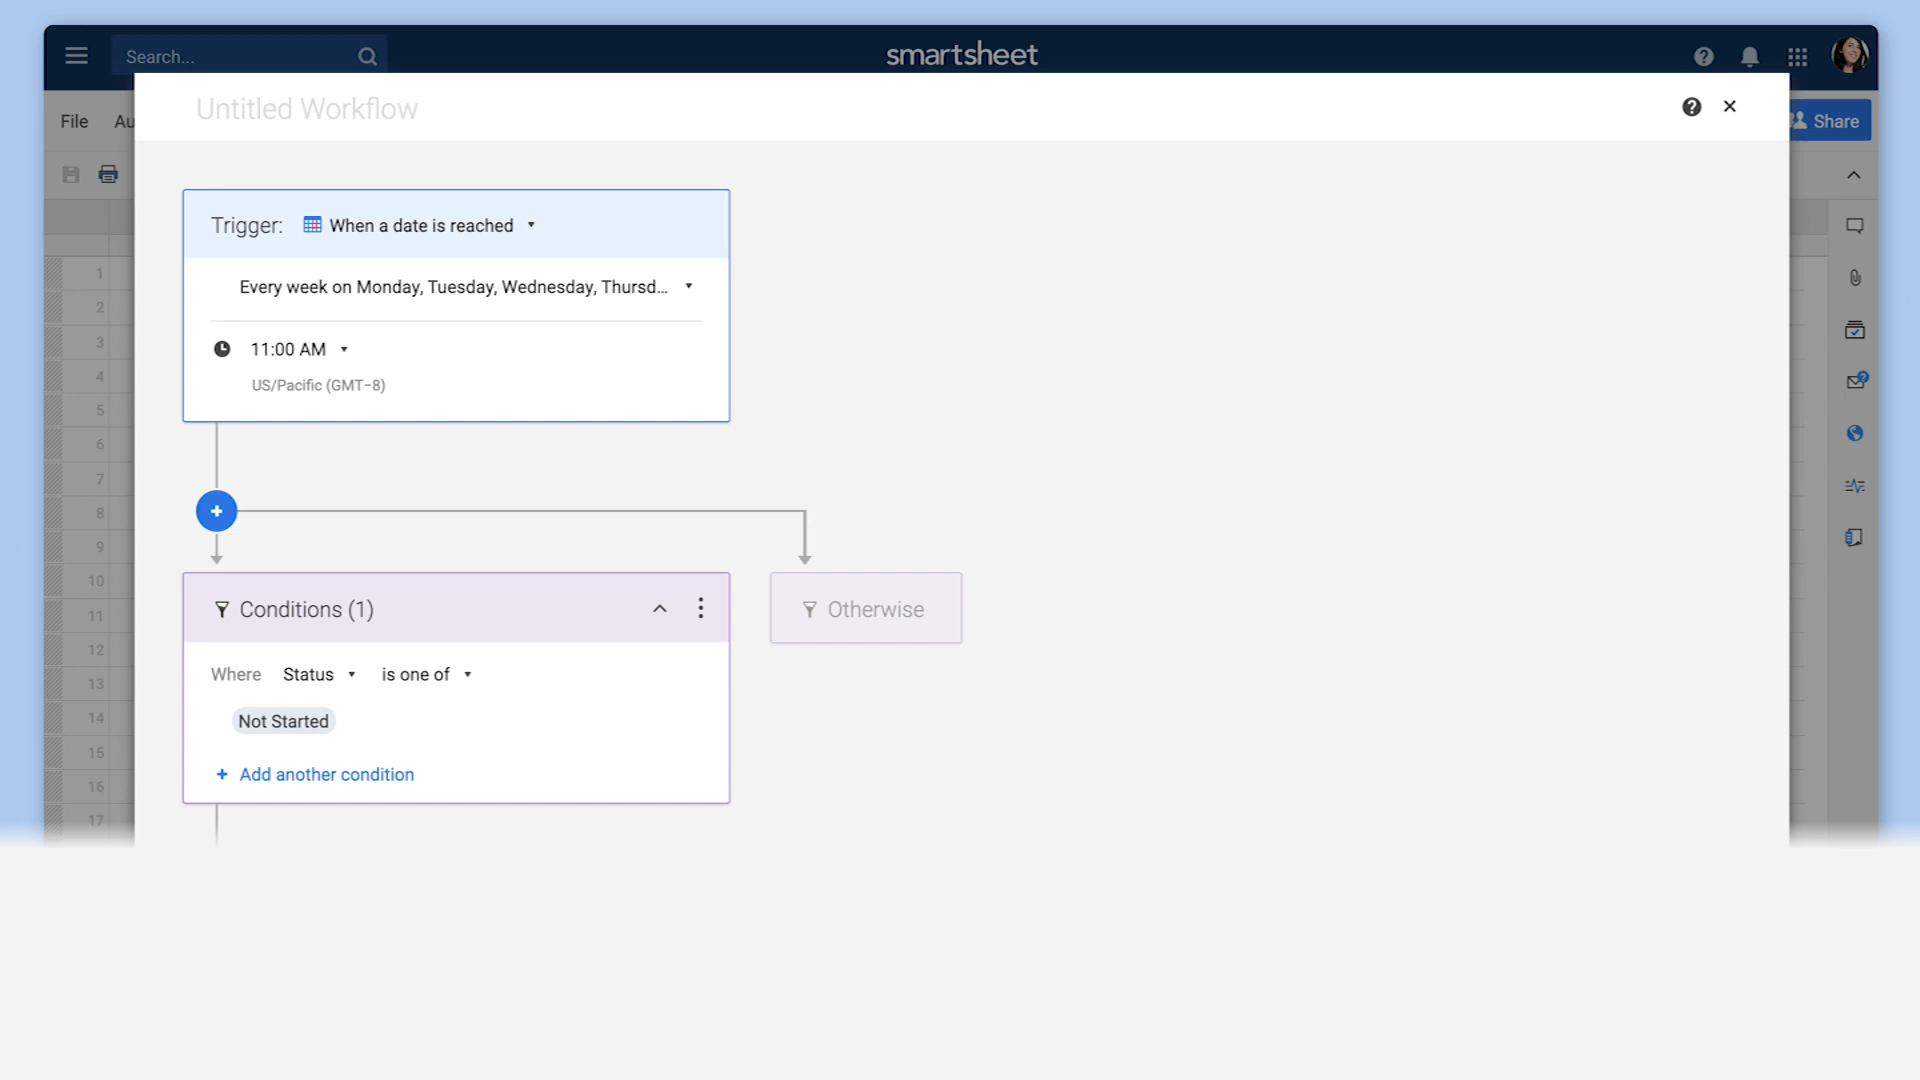 Search...
smartsheet
Untitled Workflow
File Au
Share
Trigger: When a date is reached
Every week on Monday, Tuesday, Wednesday, Thursd...
11:00 AM
US/Pacific (GMT-8)
Conditions (1)
Otherwise
Where Status is one of
Not Started
+ Add another condition
1
2
3
4
5
6
7
8
9
10
11
12
13
14
15
16
17